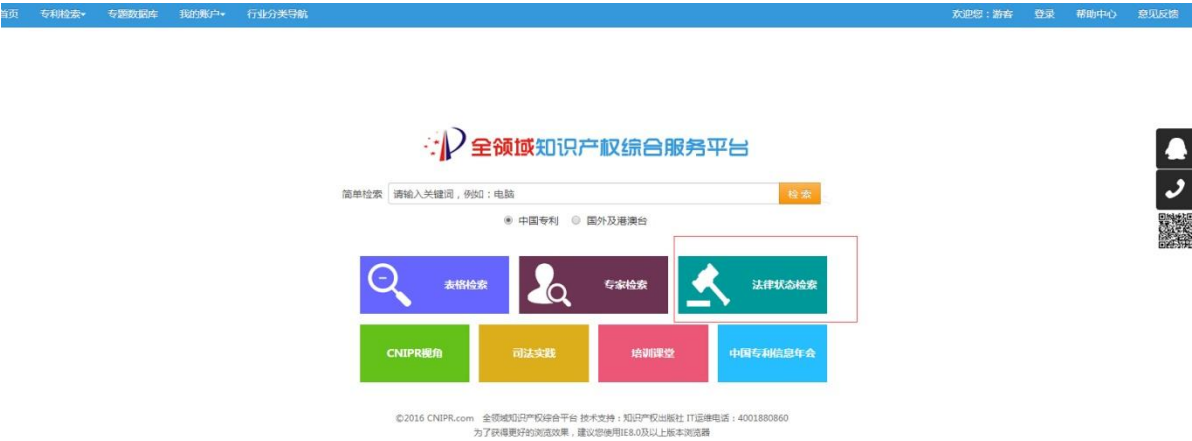 首页 专利检索 专题数据库 我的账户 行业分类导航 欢迎您：游客 登录 帮助中心 意见反馈
全领域知识产权综合服务平台
简单检索 请输入关键词，例如：电脑 检索
中国专利 国外及港澳台
表格检索 专家检索 法律状态检索
CNIPR视角 司法实践 培训课堂 中国专利信息年会
©2016 CNIPR.com 全领域知识产权综合平台 技术支持：知识产权出版社 IT运维电话：4001880860
为了获得更好的浏览效果，建议您使用IE8.0及以上版本浏览器